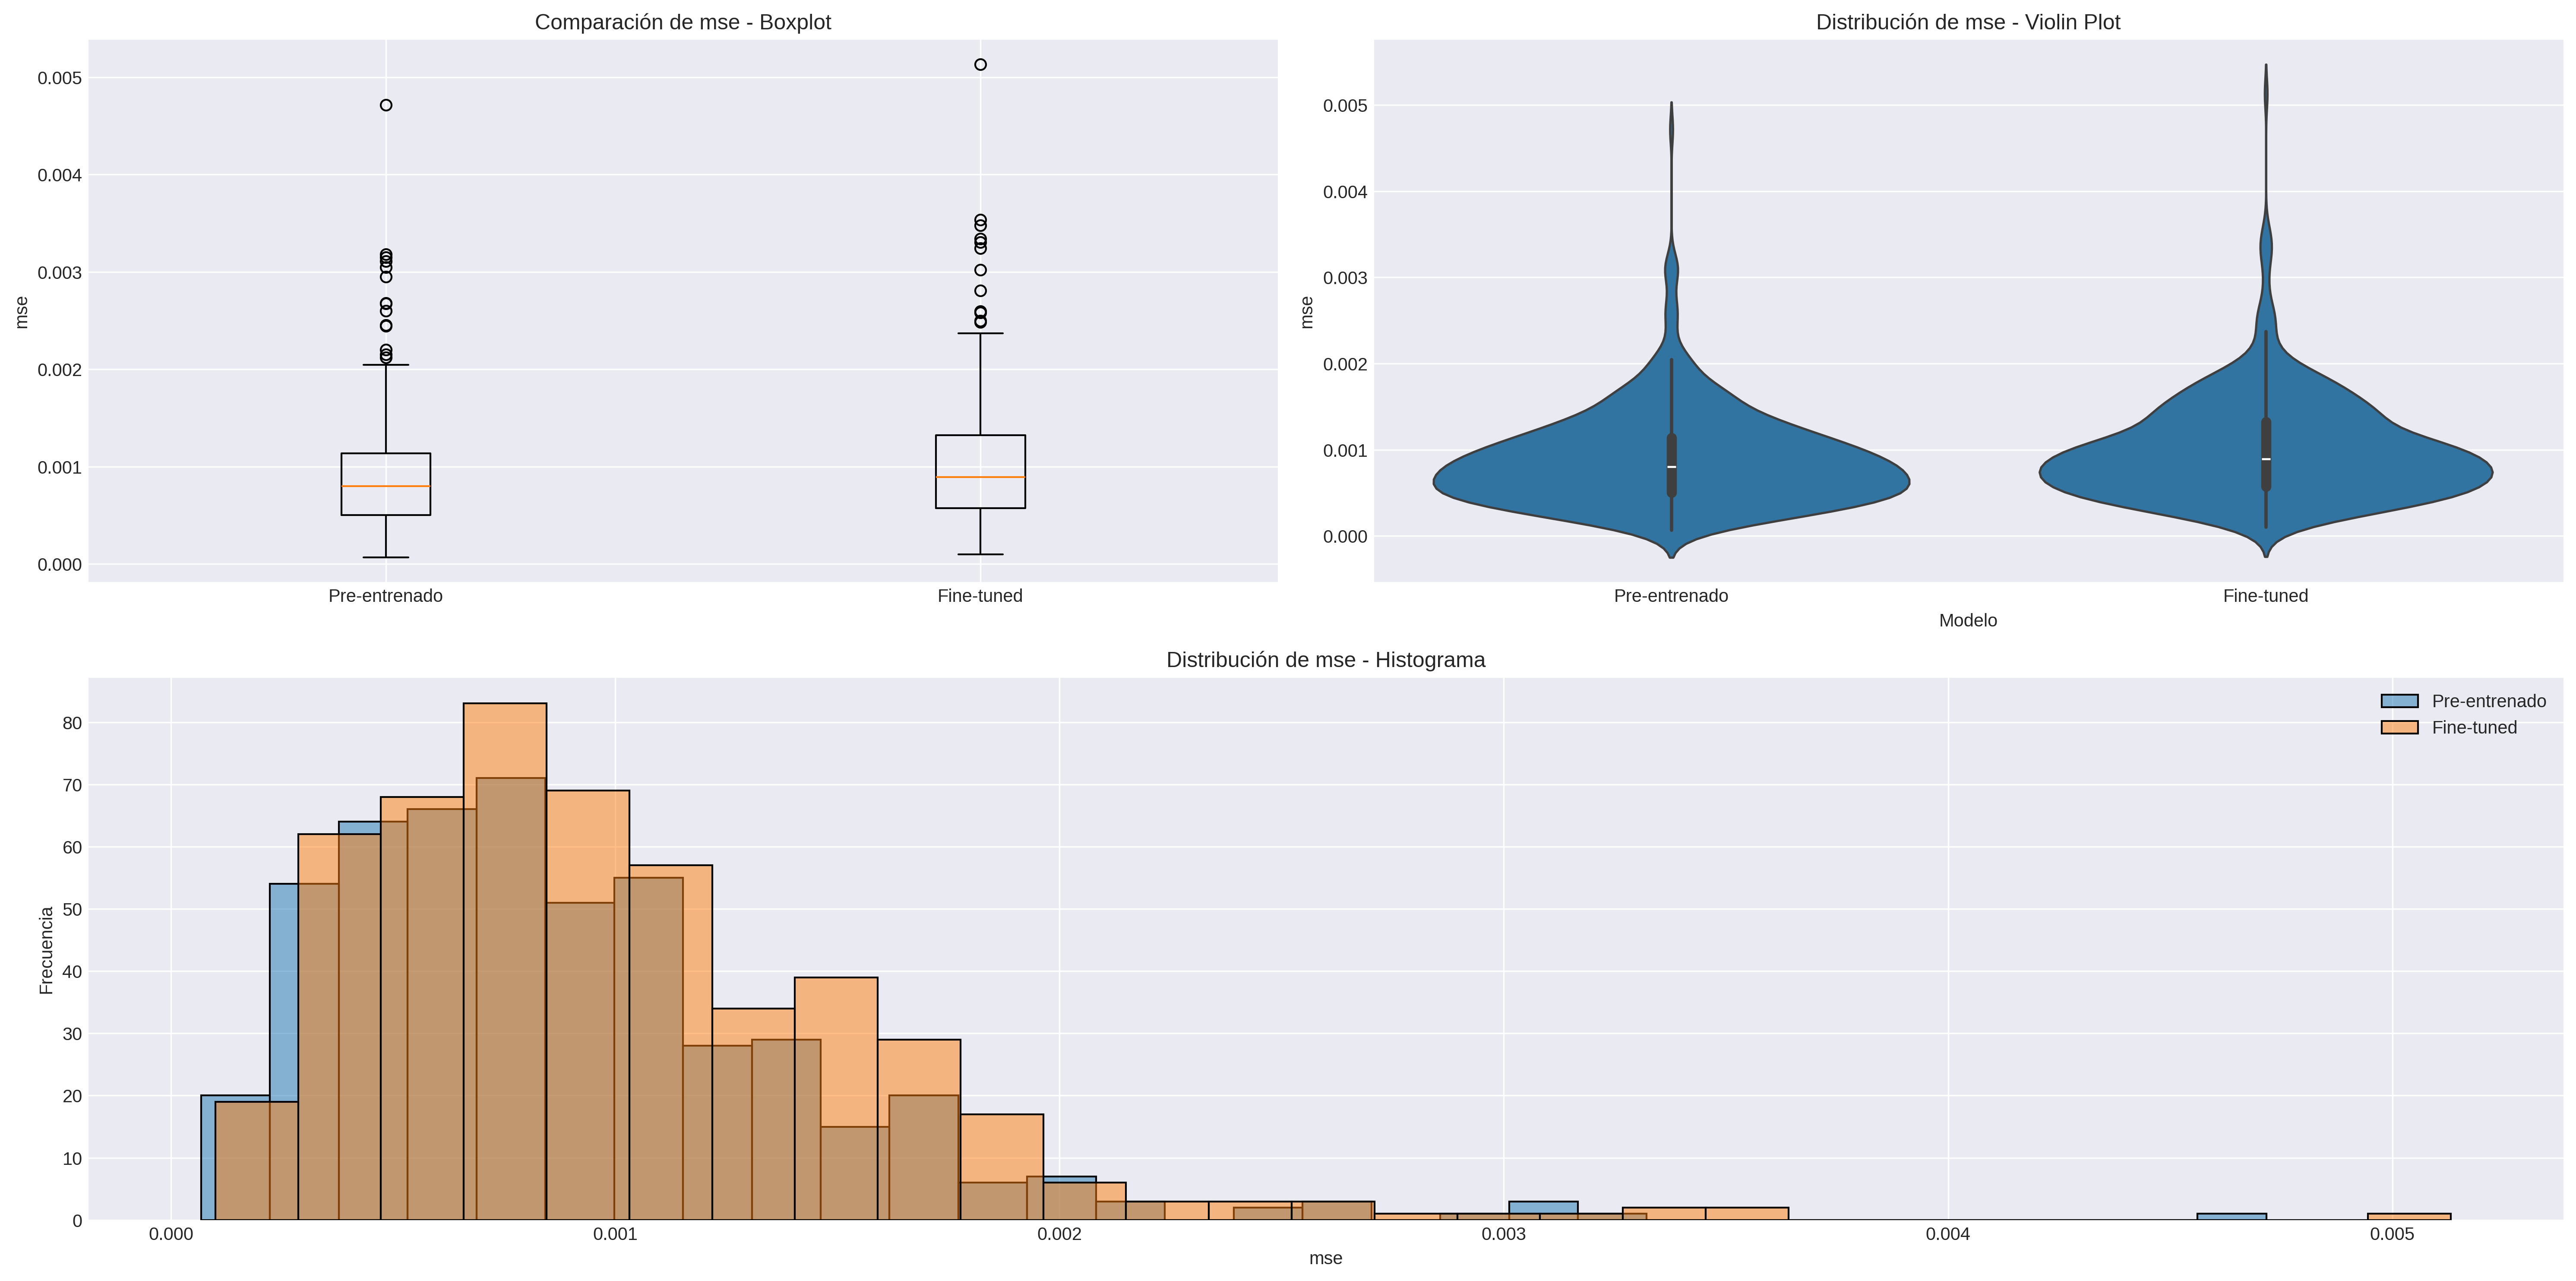 Comparación de mse - Boxplot
mse
0.005
0.004
0.003
0.002
0.001
0.000
Pre-entrenado
Fine-tuned
Distribución de mse - Violin Plot
mse
0.005
0.004
0.003
0.002
0.001
0.000
Pre-entrenado
Fine-tuned
Modelo
Distribución de mse - Histograma
Frecuencia
80
70
60
50
40
30
20
10
0
0.000
0.001
0.002
0.003
0.004
0.005
mse
Pre-entrenado
Fine-tuned